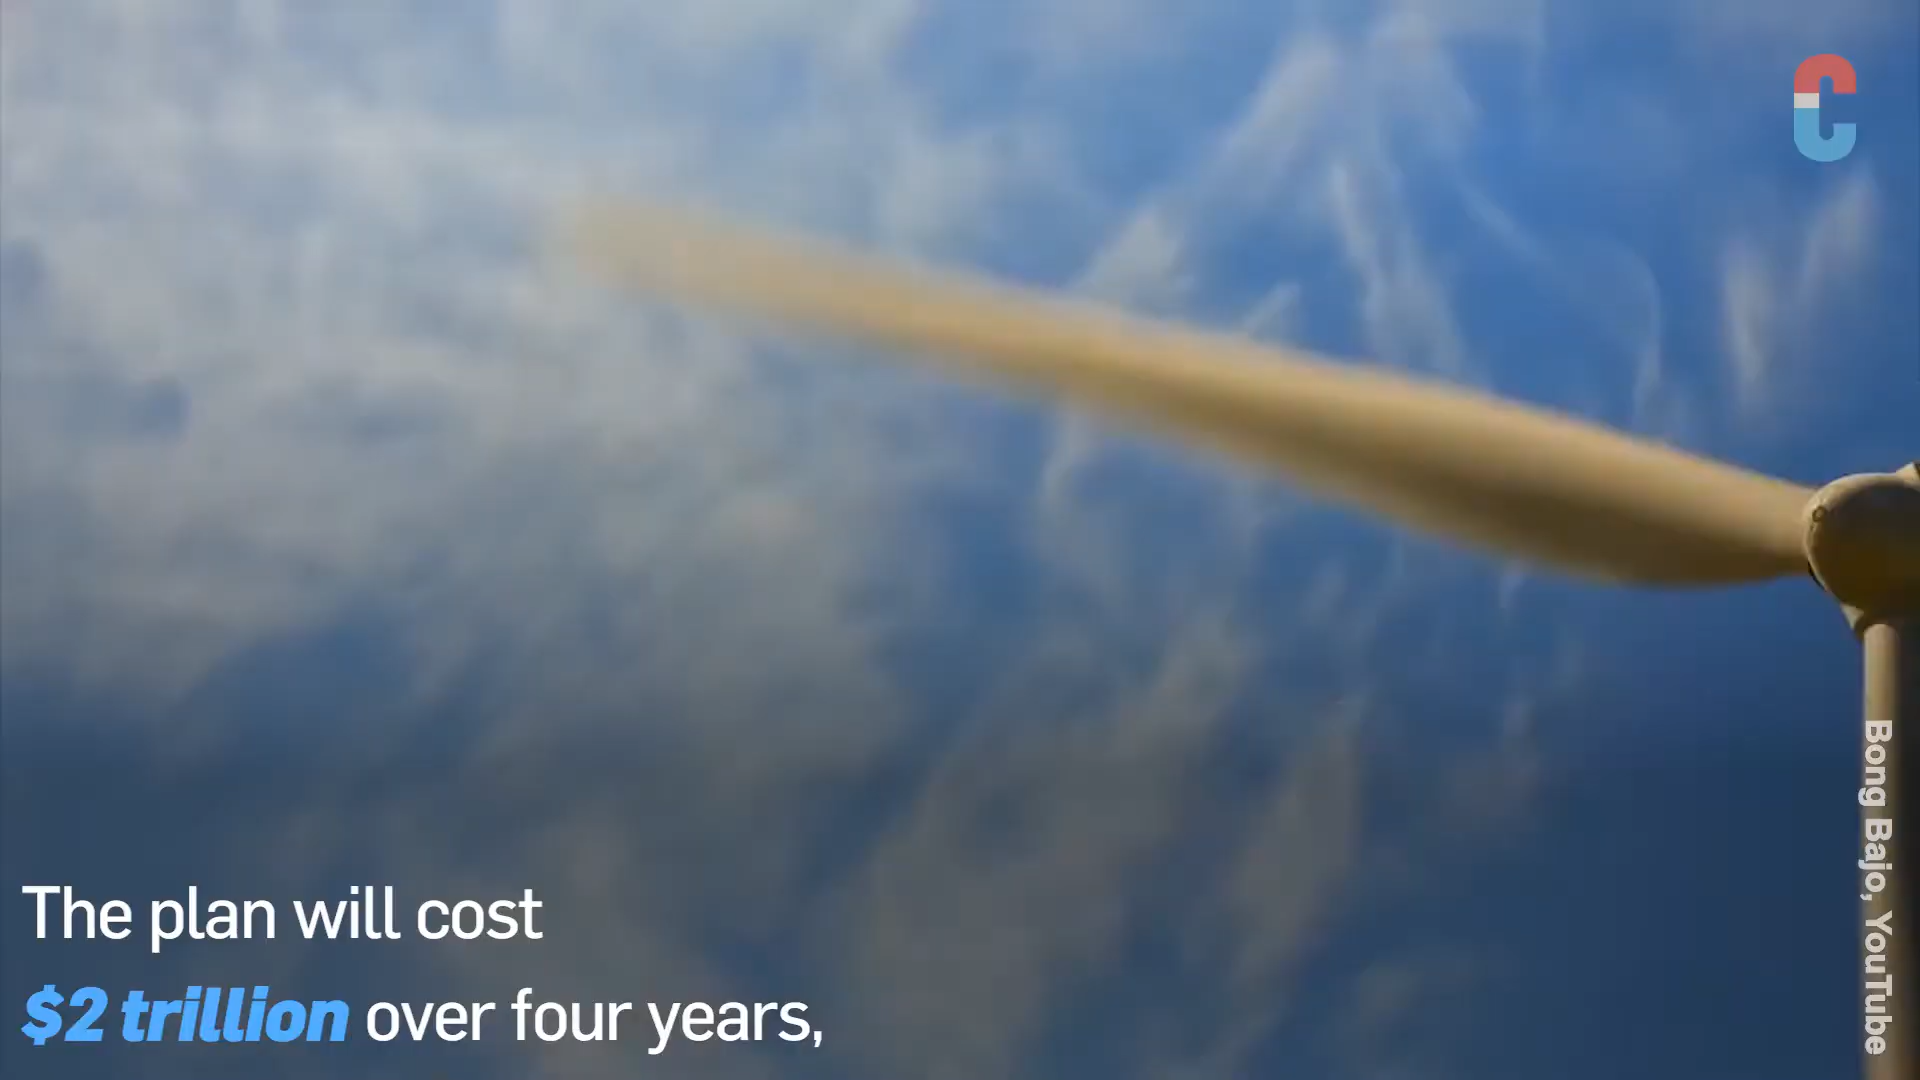 The plan will cost
$2 trillion over four years,
Bong Bajo, YouTube